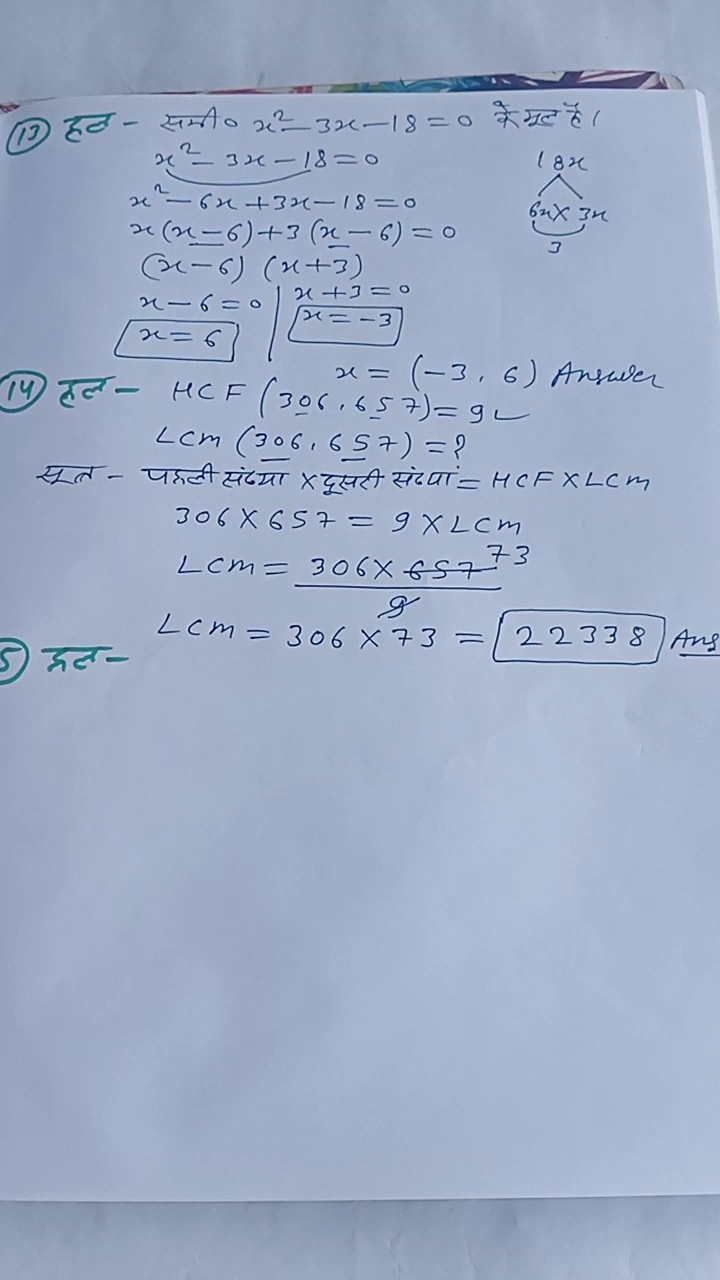 13 हल - समी० x² - 3x - 18 = 0 के मूल है।
x² - 3x - 18 = 0
18x
x² - 6x + 3x - 18 = 0
6x × 3x
3
x(x - 6) + 3(x - 6) = 0
(x - 6) (x + 3)
x - 6 = 0 | x + 3 = 0
x = 6 | x = -3
x = (-3, 6) Answer
14 हल - HCF (306, 657) = 9
LCM (306, 657) = ?
सूत्र - पहली संख्या × दूसरी संख्या = HCF × LCM
306 × 657 = 9 × LCM
LCM = 306 × 657 73
9
LCM = 306 × 73 = 22338 Ans
5 हल -